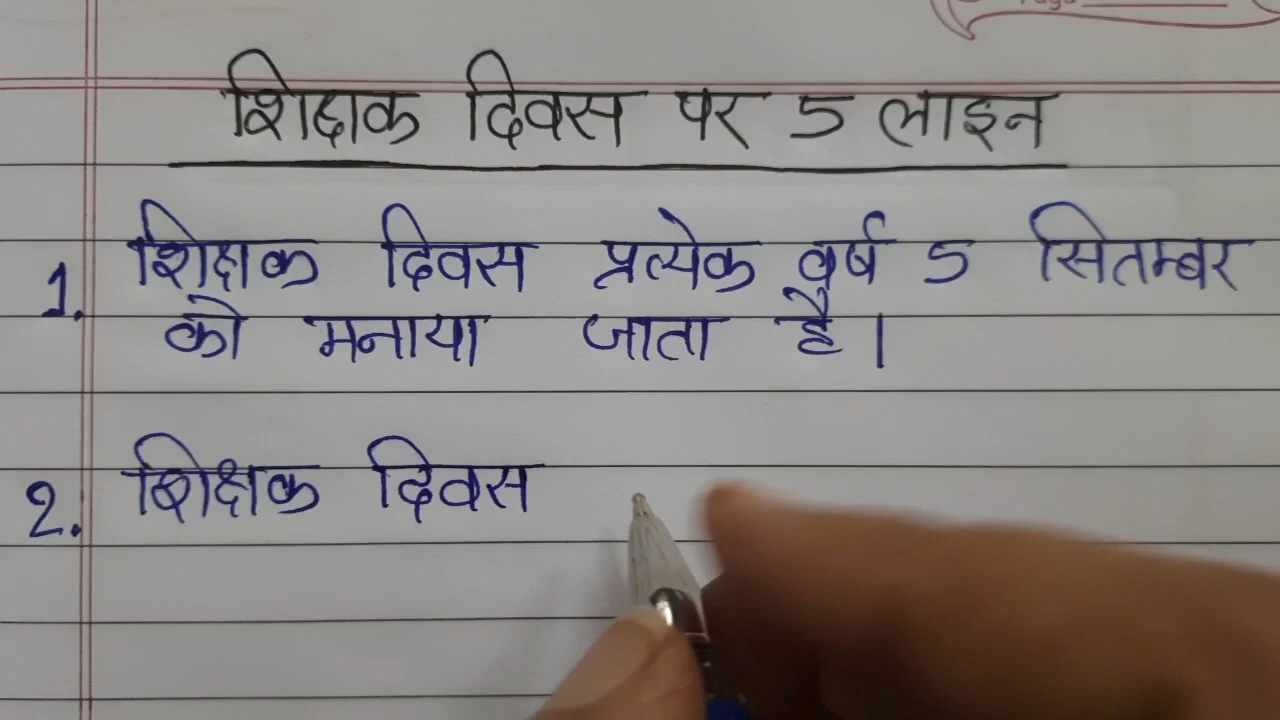 शिक्षक दिवस पर 5 लाइन
1. शिक्षक दिवस प्रत्येक वर्ष 5 सितम्बर
को मनाया जाता है।
2. शिक्षक दिवस